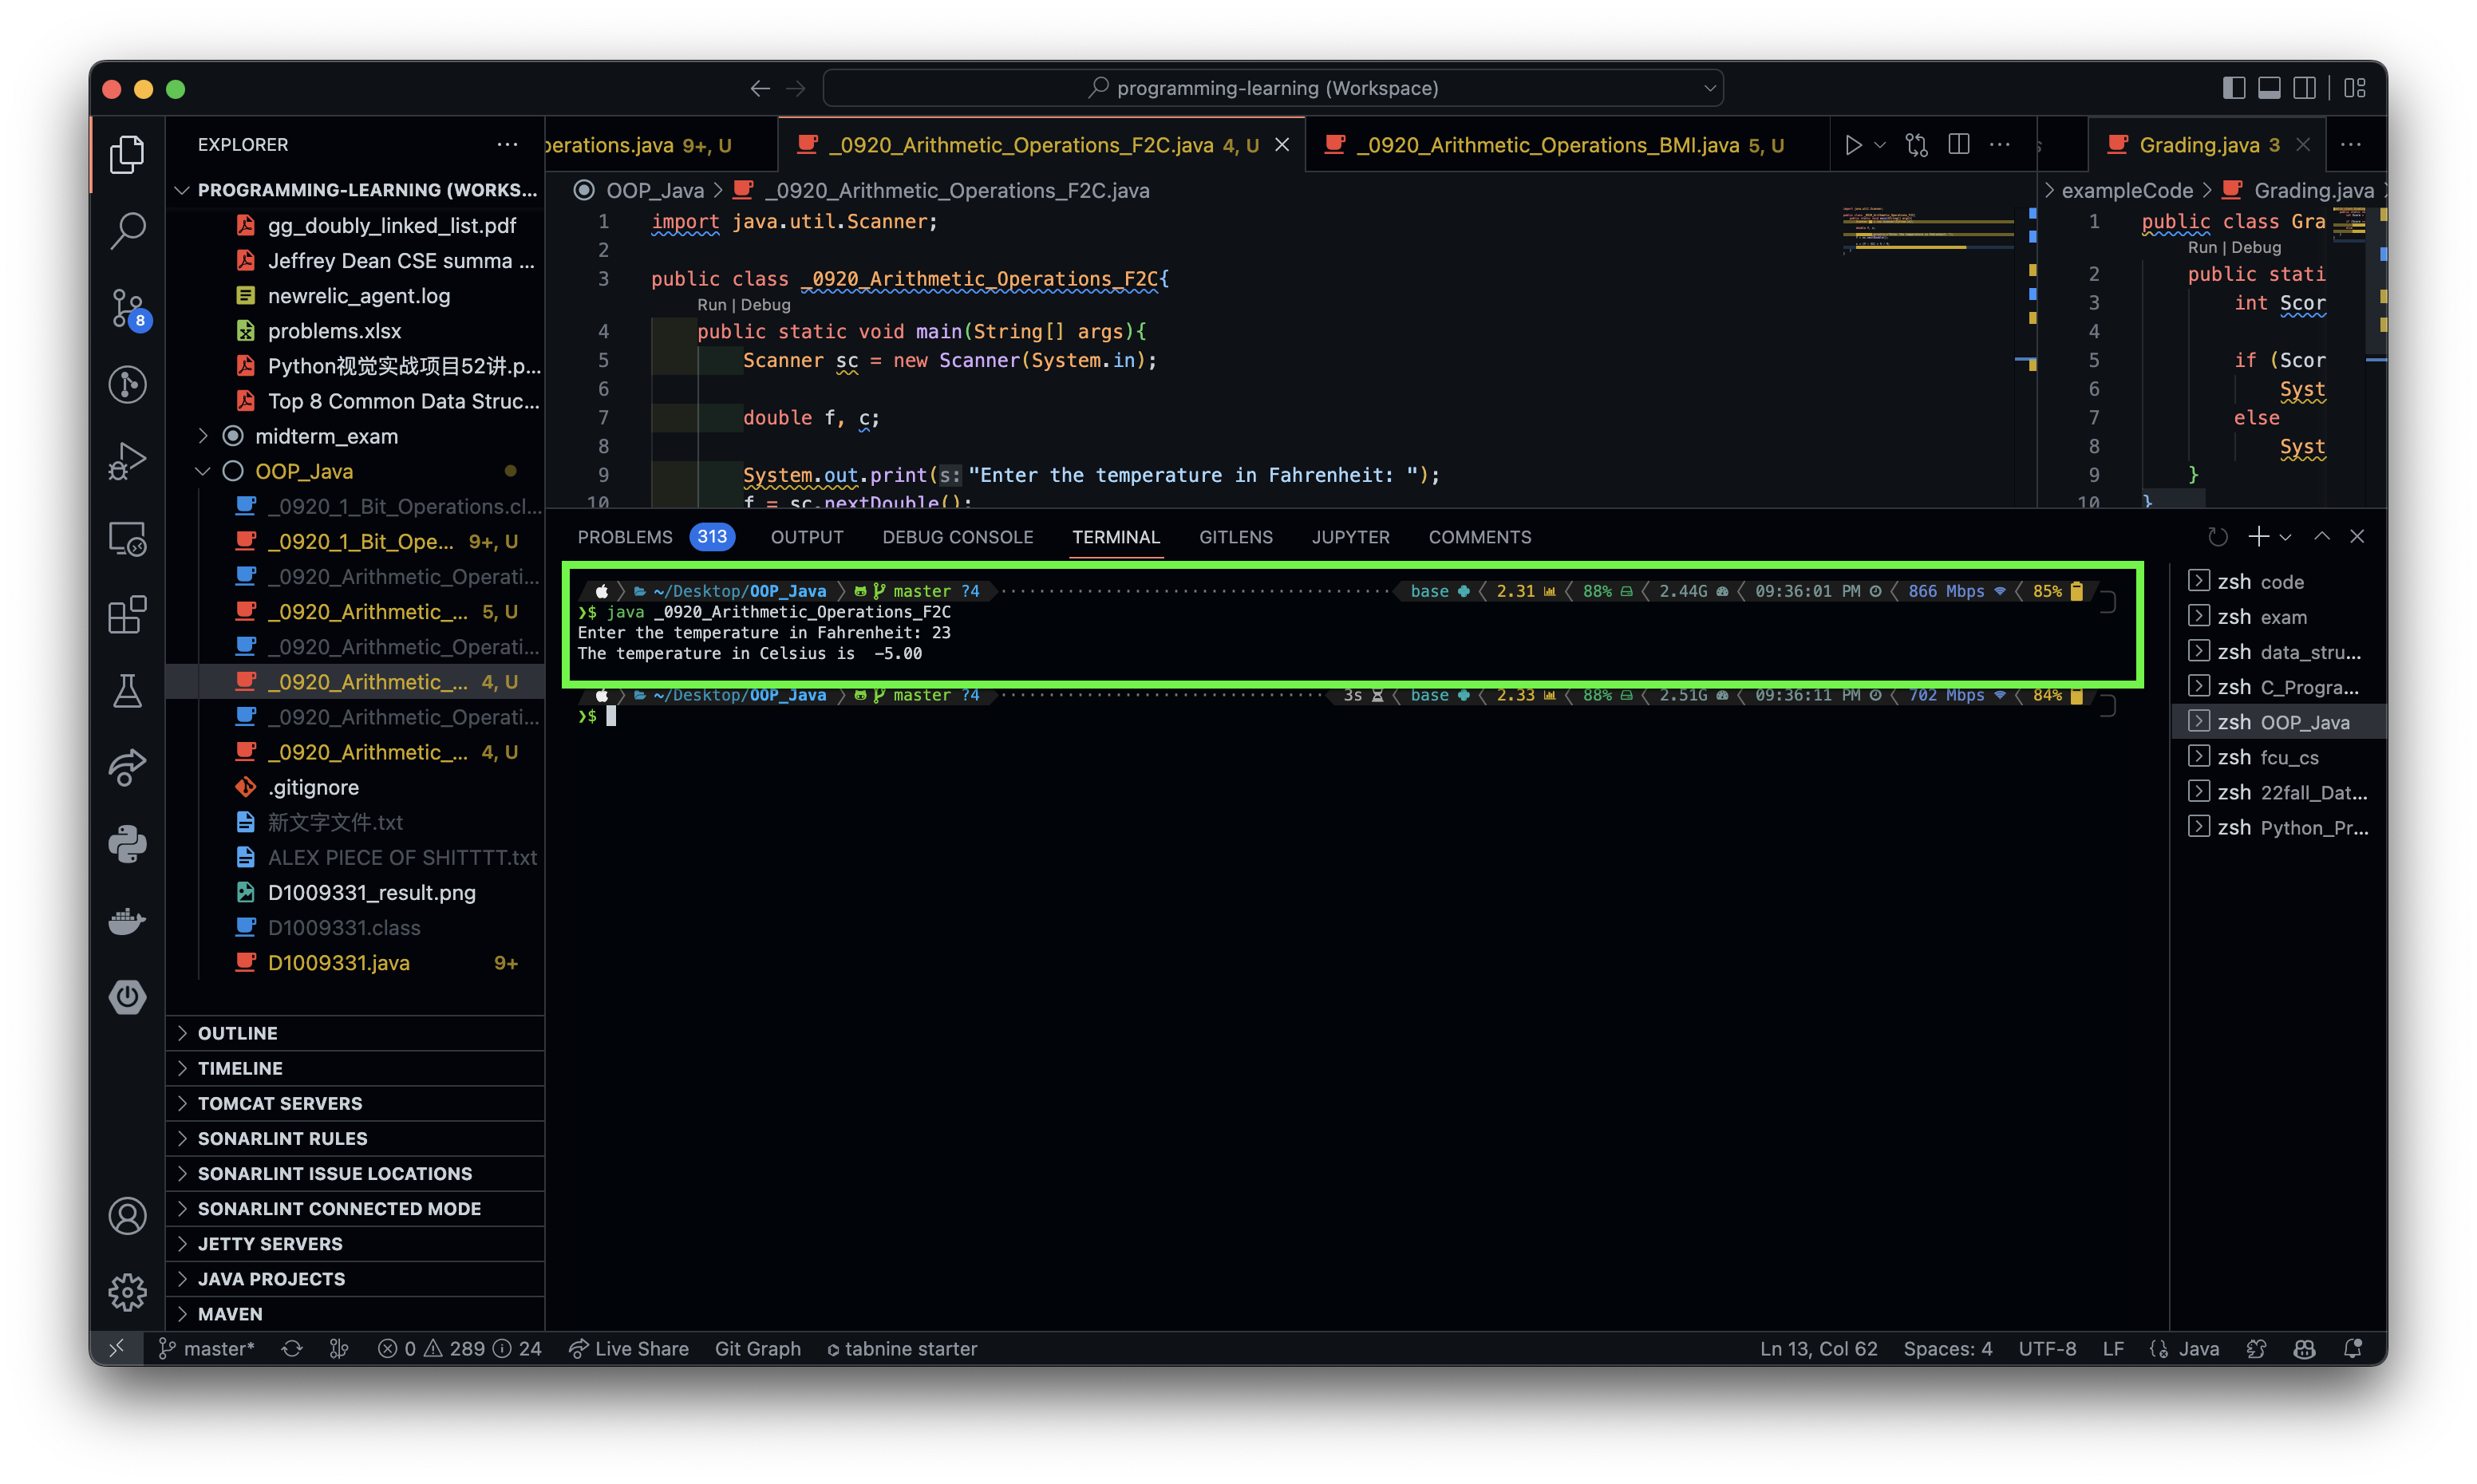 programming-learning (Workspace)
EXPLORER
PROGRAMMING-LEARNING (WORKS...
gg_doubly_linked_list.pdf
Jeffrey Dean CSE summa ...
newrelic_agent.log
problems.xlsx
Python视觉实战项目52讲.p...
Top 8 Common Data Struc...
midterm_exam
OOP_Java
_0920_1_Bit_Operations.cl...
_0920_1_Bit_Ope... 9+, U
_0920_Arithmetic_Operati...
_0920_Arithmetic_... 5, U
_0920_Arithmetic_Operati...
_0920_Arithmetic_... 4, U
_0920_Arithmetic_Operati...
_0920_Arithmetic_... 4, U
.gitignore
新文字文件.txt
ALEX PIECE OF SHITTTT.txt
D1009331_result.png
D1009331.class
D1009331.java 9+
OUTLINE
TIMELINE
TOMCAT SERVERS
SONARLINT RULES
SONARLINT ISSUE LOCATIONS
SONARLINT CONNECTED MODE
JETTY SERVERS
JAVA PROJECTS
MAVEN
8
perations.java 9+, U
_0920_Arithmetic_Operations_F2C.java 4, U
_0920_Arithmetic_Operations_BMI.java 5, U
OOP_Java > _0920_Arithmetic_Operations_F2C.java
1 import java.util.Scanner;
2
3 public class _0920_Arithmetic_Operations_F2C{
Run | Debug
4 public static void main(String[] args){
5 Scanner sc = new Scanner(System.in);
6
7 double f, c;
8
9 System.out.print(s: "Enter the temperature in Fahrenheit: ");
10 f = sc.nextDouble();
Grading.java 3
> exampleCode > Grading.java
1 public class Gra
Run | Debug
2 public stati
3 int Scor
4
5 if (Scor
6 Syst
7 else
8 Syst
9 }
10 }
PROBLEMS 313 OUTPUT DEBUG CONSOLE TERMINAL GITLENS JUPYTER COMMENTS
~/Desktop/OOP_Java master ?4 base 2.31 88% 2.44G 09:36:01 PM 866 Mbps 85%
❯$ java _0920_Arithmetic_Operations_F2C
Enter the temperature in Fahrenheit: 23
The temperature in Celsius is  -5.00
~/Desktop/OOP_Java master ?4 3s base 2.33 88% 2.51G 09:36:11 PM 702 Mbps 84%
❯$
zsh code
zsh exam
zsh data_stru...
zsh C_Progra...
zsh OOP_Java
zsh fcu_cs
zsh 22fall_Dat...
zsh Python_Pr...
master* 0 289 24 Live Share Git Graph tabnine starter Ln 13, Col 62 Spaces: 4 UTF-8 LF Java